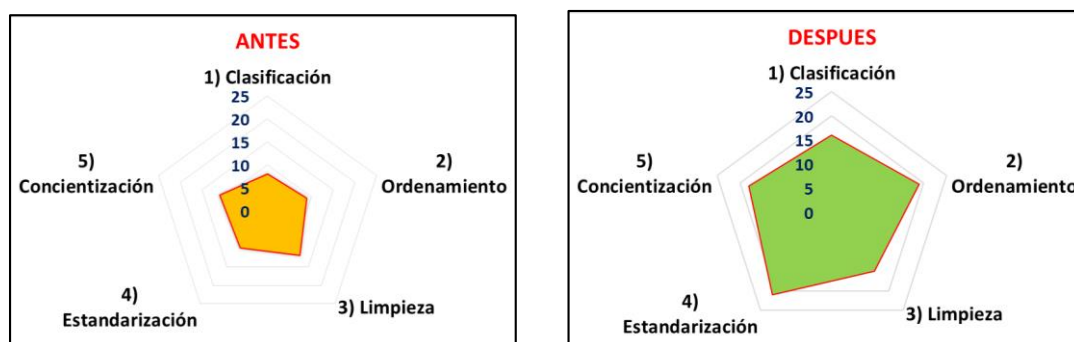 ANTES
1) Clasificación
25
20
15
10
5
0
2)
Ordenamiento
3) Limpieza
4)
Estandarización
5)
Concientización
DESPUES
1) Clasificación
25
20
15
10
5
0
2)
Ordenamiento
3) Limpieza
4)
Estandarización
5)
Concientización